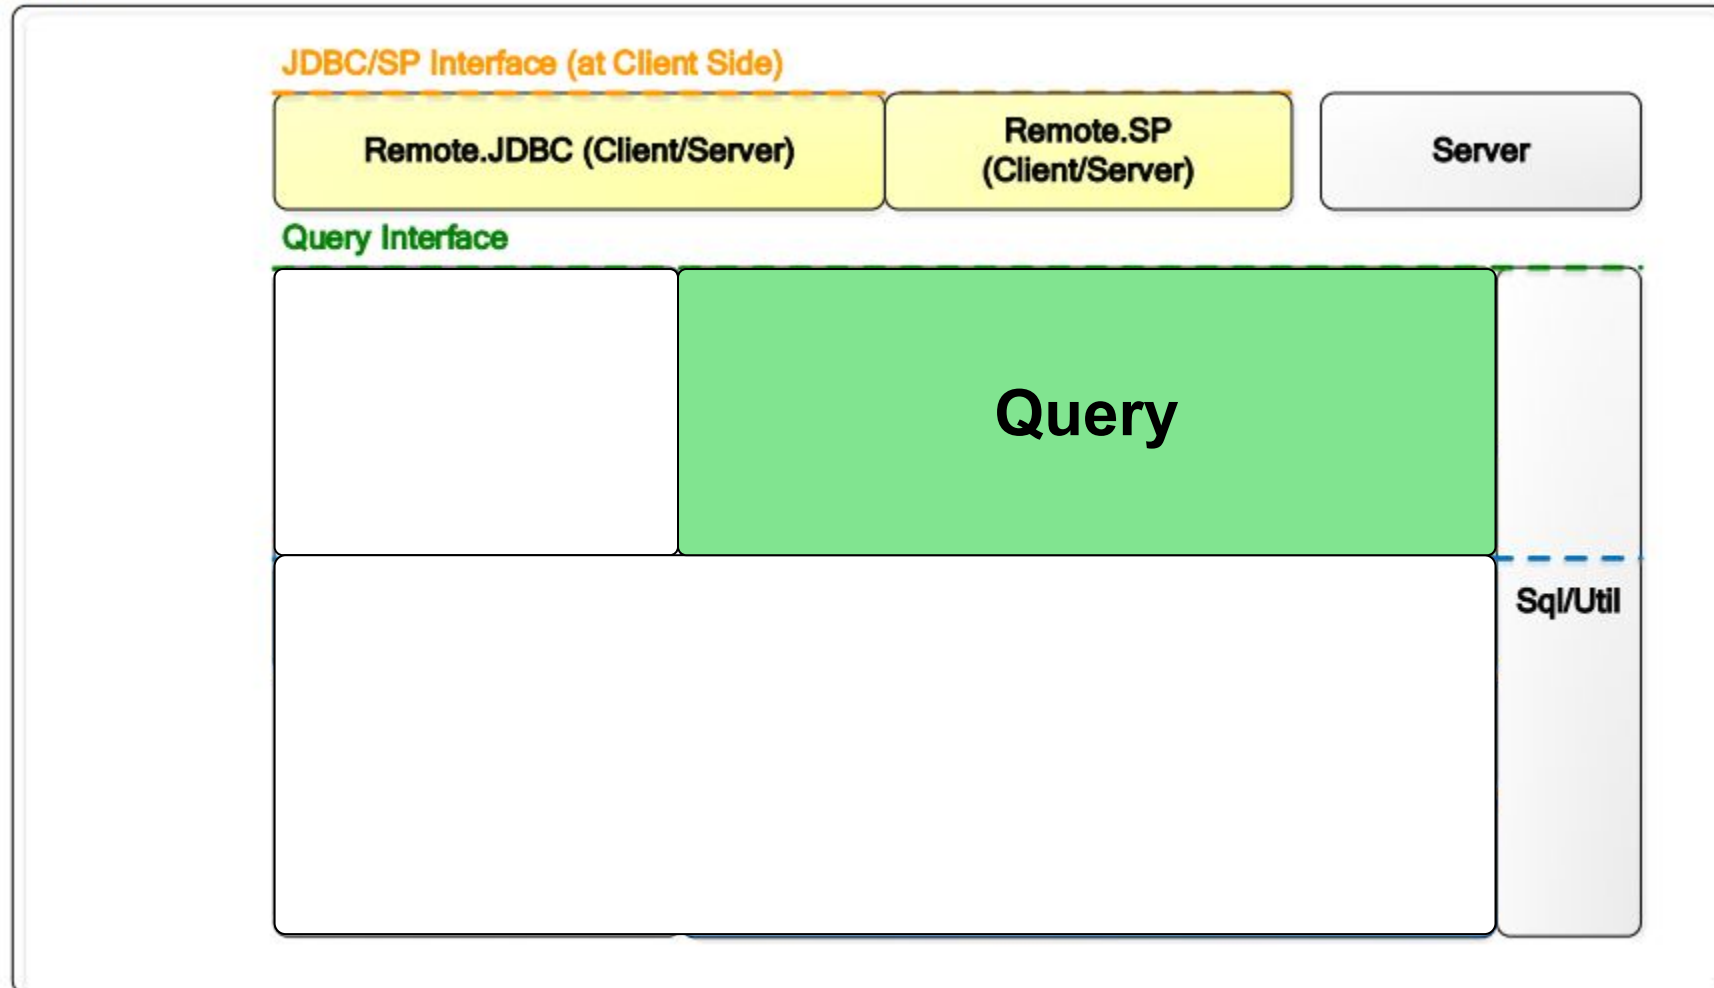 JDBC/SP Interface (at Client Side)
Remote.JDBC (Client/Server)
Remote.SP
(Client/Server)
Server
Query Interface
Query
Sql/Util